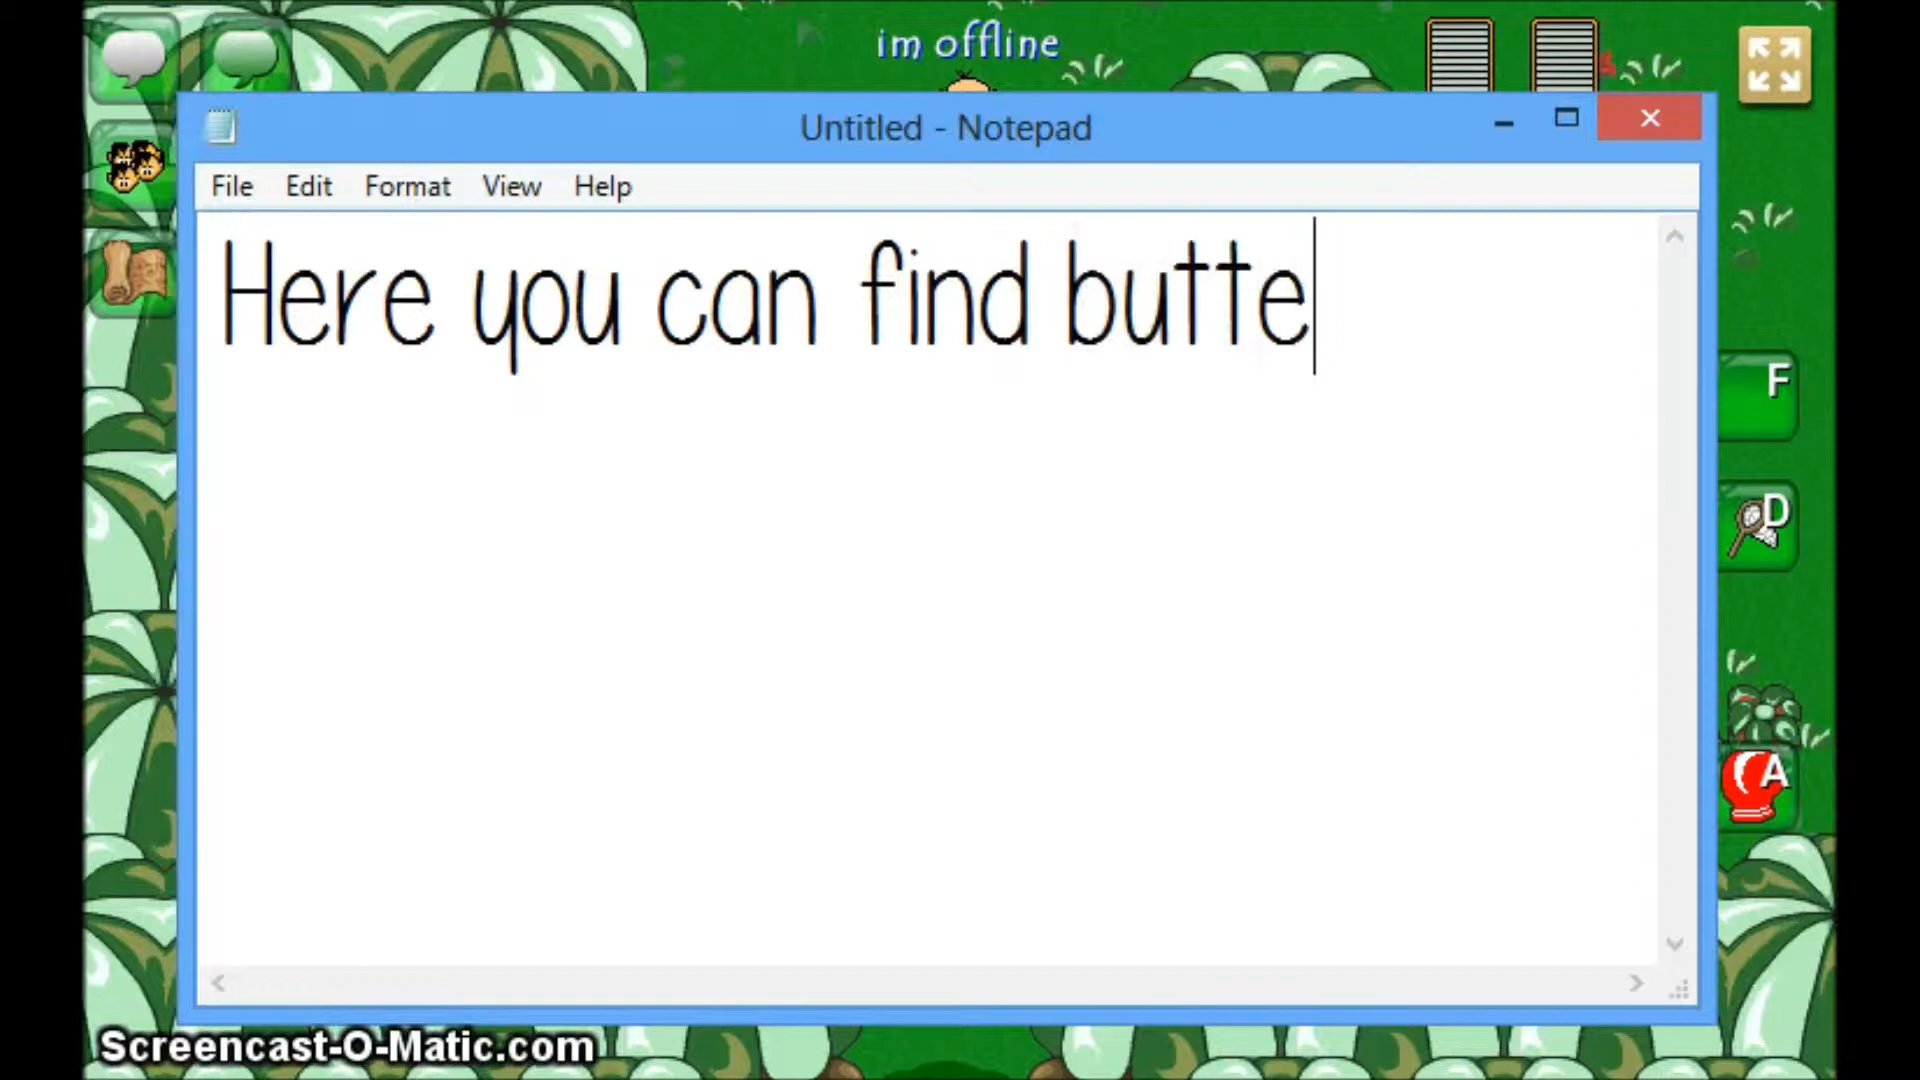 im offline
Untitled - Notepad
File Edit Format View Help
Here you can find butte
F
D
A
Screencast-O-Matic.com